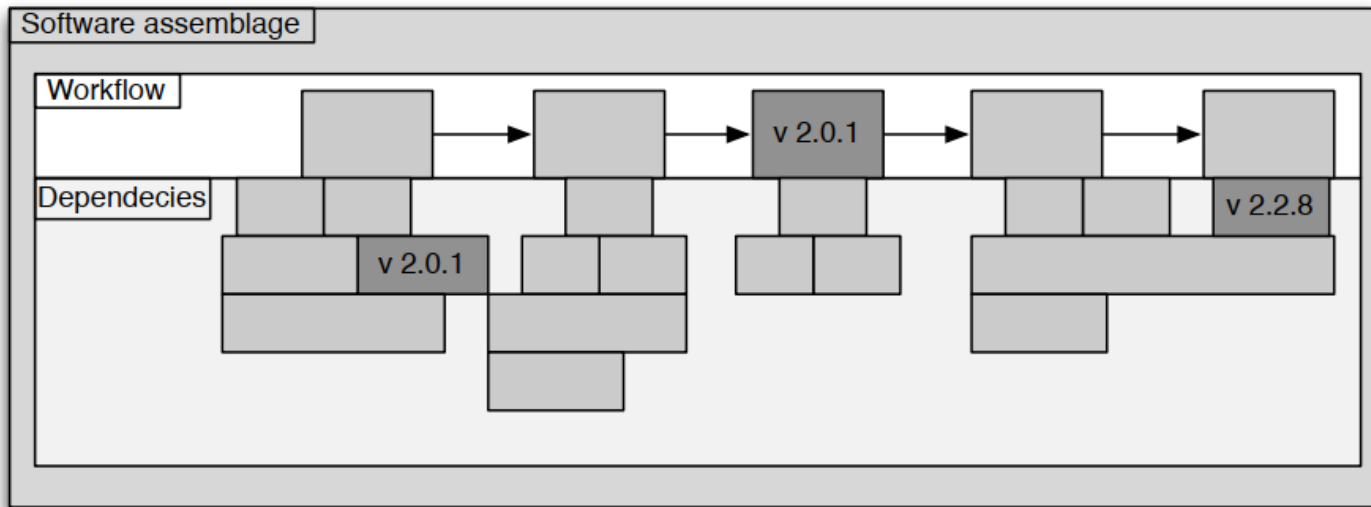 Software assemblage
Workflow
v 2.0.1
Dependecies
v 2.2.8
v 2.0.1